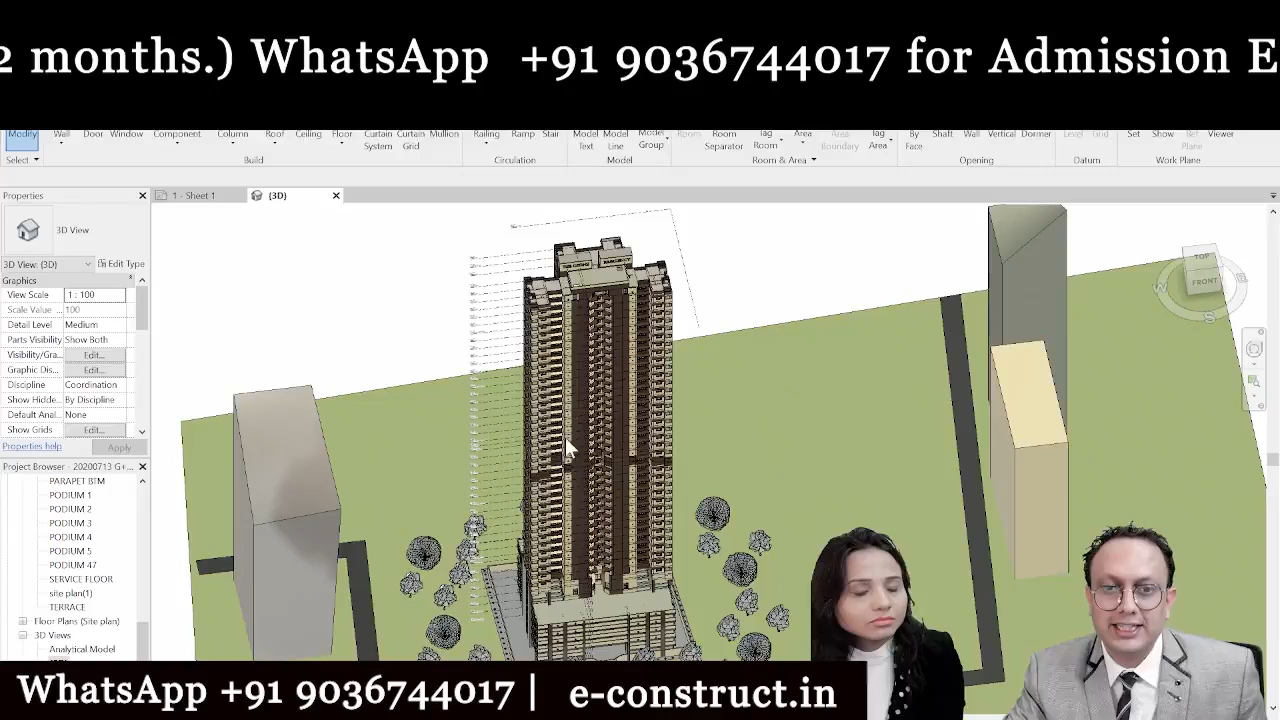 2 months.) WhatsApp +91 9036744017 for Admission E
Modify Wall Door Window Component Column Roof Ceiling Floor Curtain System Curtain Grid Mullion Railing Ramp Stair Model Text Model Line Model Group Room Room Separator Tag Room Area Area Boundary Tag Area By Face Shaft Wall Vertical Dormer Level Grid Set Show Ref Plane Viewer
Select Build Circulation Model Room & Area Opening Datum Work Plane
Properties
1 - Sheet 1
{3D}
3D View
3D View: {3D} Edit Type
Graphics
View Scale 1 : 100
Scale Value ... 100
Detail Level Medium
Parts Visibility Show Both
Visibility/Gra... Edit...
Graphic Dis... Edit...
Discipline Coordination
Show Hidde... By Discipline
Default Anal... None
Show Grids Edit...
Properties help Apply
Project Browser - 20200713 G+...
PARAPET BTM
PODIUM 1
PODIUM 2
PODIUM 3
PODIUM 4
PODIUM 5
PODIUM 47
SERVICE FLOOR
site plan(1)
TERRACE
Floor Plans (Site plan)
3D Views
Analytical Model
TOP
FRONT
W
S
WhatsApp +91 9036744017 | e-construct.in